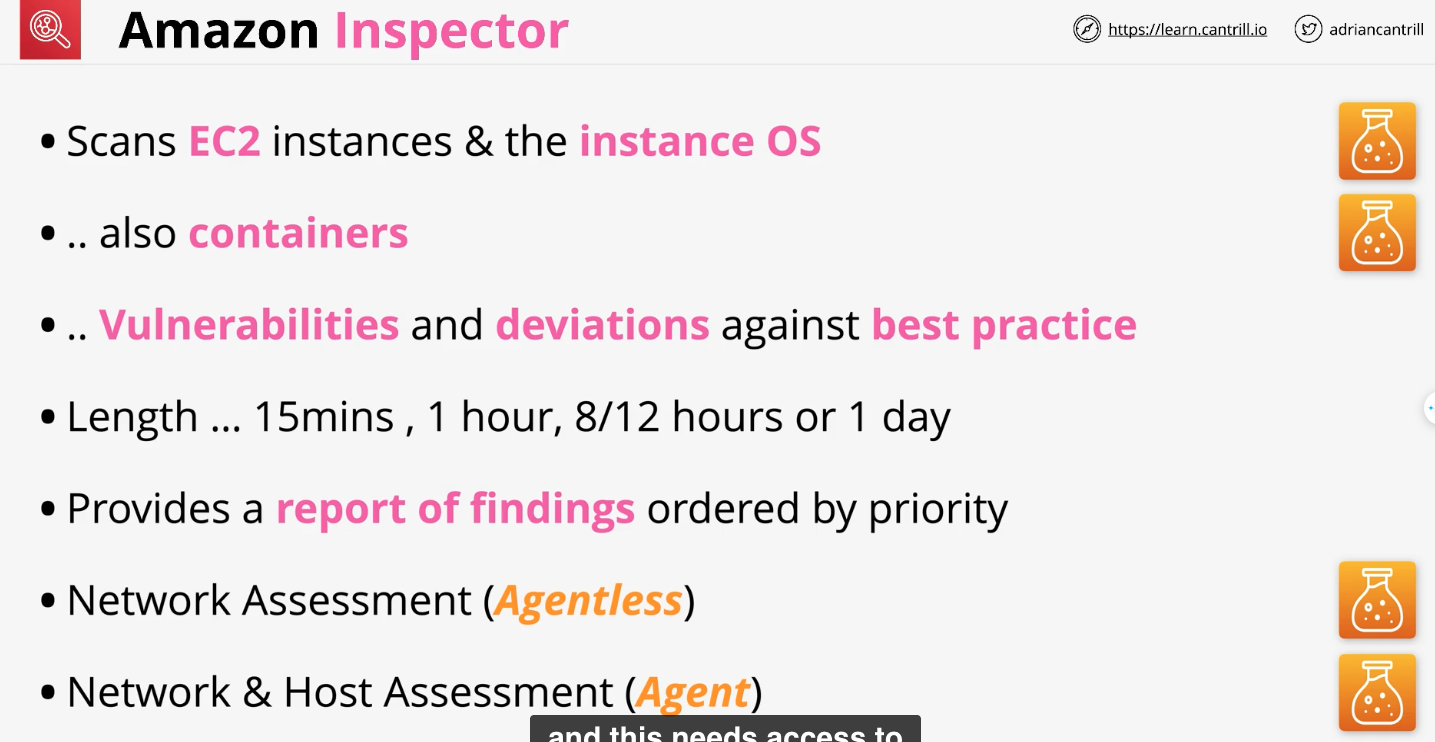 Amazon Inspector
https://learn.cantrill.io
adriancantrill
• Scans EC2 instances & the instance OS
• .. also containers
• .. Vulnerabilities and deviations against best practice
• Length ... 15mins , 1 hour, 8/12 hours or 1 day
• Provides a report of findings ordered by priority
• Network Assessment (Agentless)
• Network & Host Assessment (Agent)
and this needs access to